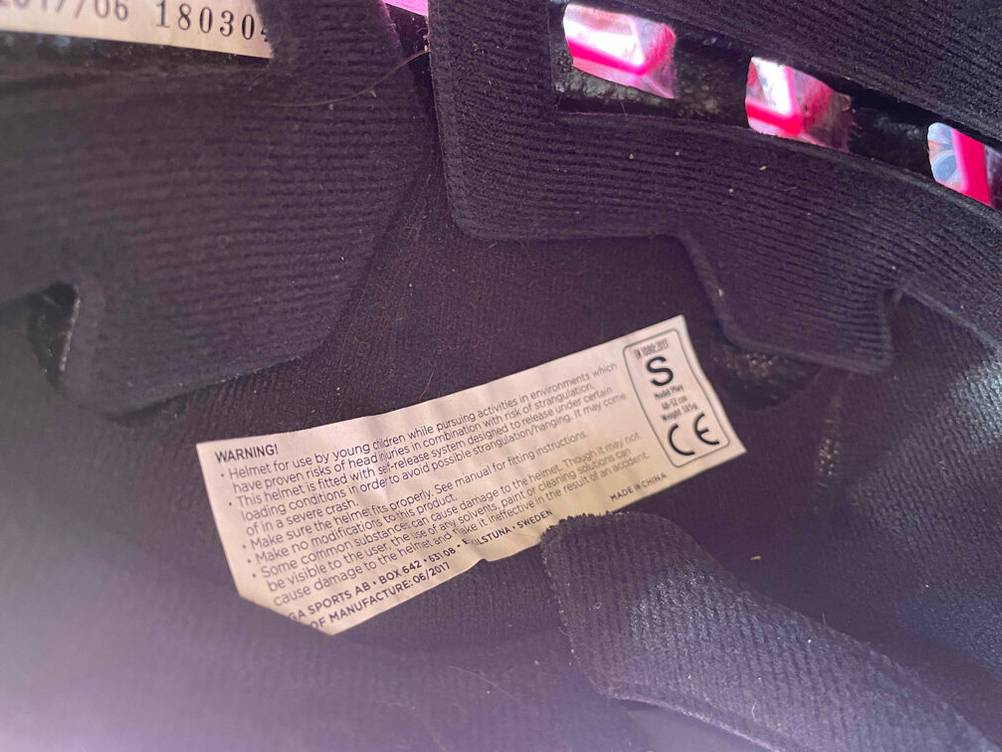 2017/06 18030
WARNING!
• Helmet for use by young children while pursuing activities in environments which
have proven risks of head injuries in combination with risk of strangulation.
• This helmet is fitted with self-release system designed to release under certain
loading conditions in order to avoid possible strangulation/hanging. It may come
of in a severe crash.
• Make sure the helmet fits properly. See manual for fitting instructions.
• Make no modifications to this product.
• Some common substances can cause damage to the helmet. Though it may not
be visible to the user, the use of any solvents, paint or cleaning solutions can
cause damage to the helmet and make it ineffective in the result of an accident.
GA SPORTS AB • BOX 642 • 631 08 • ILSTUNA • SWEDEN
OF MANUFACTURE: 06/2017
MADE IN CHINA
S
Model Play
Weight
CE